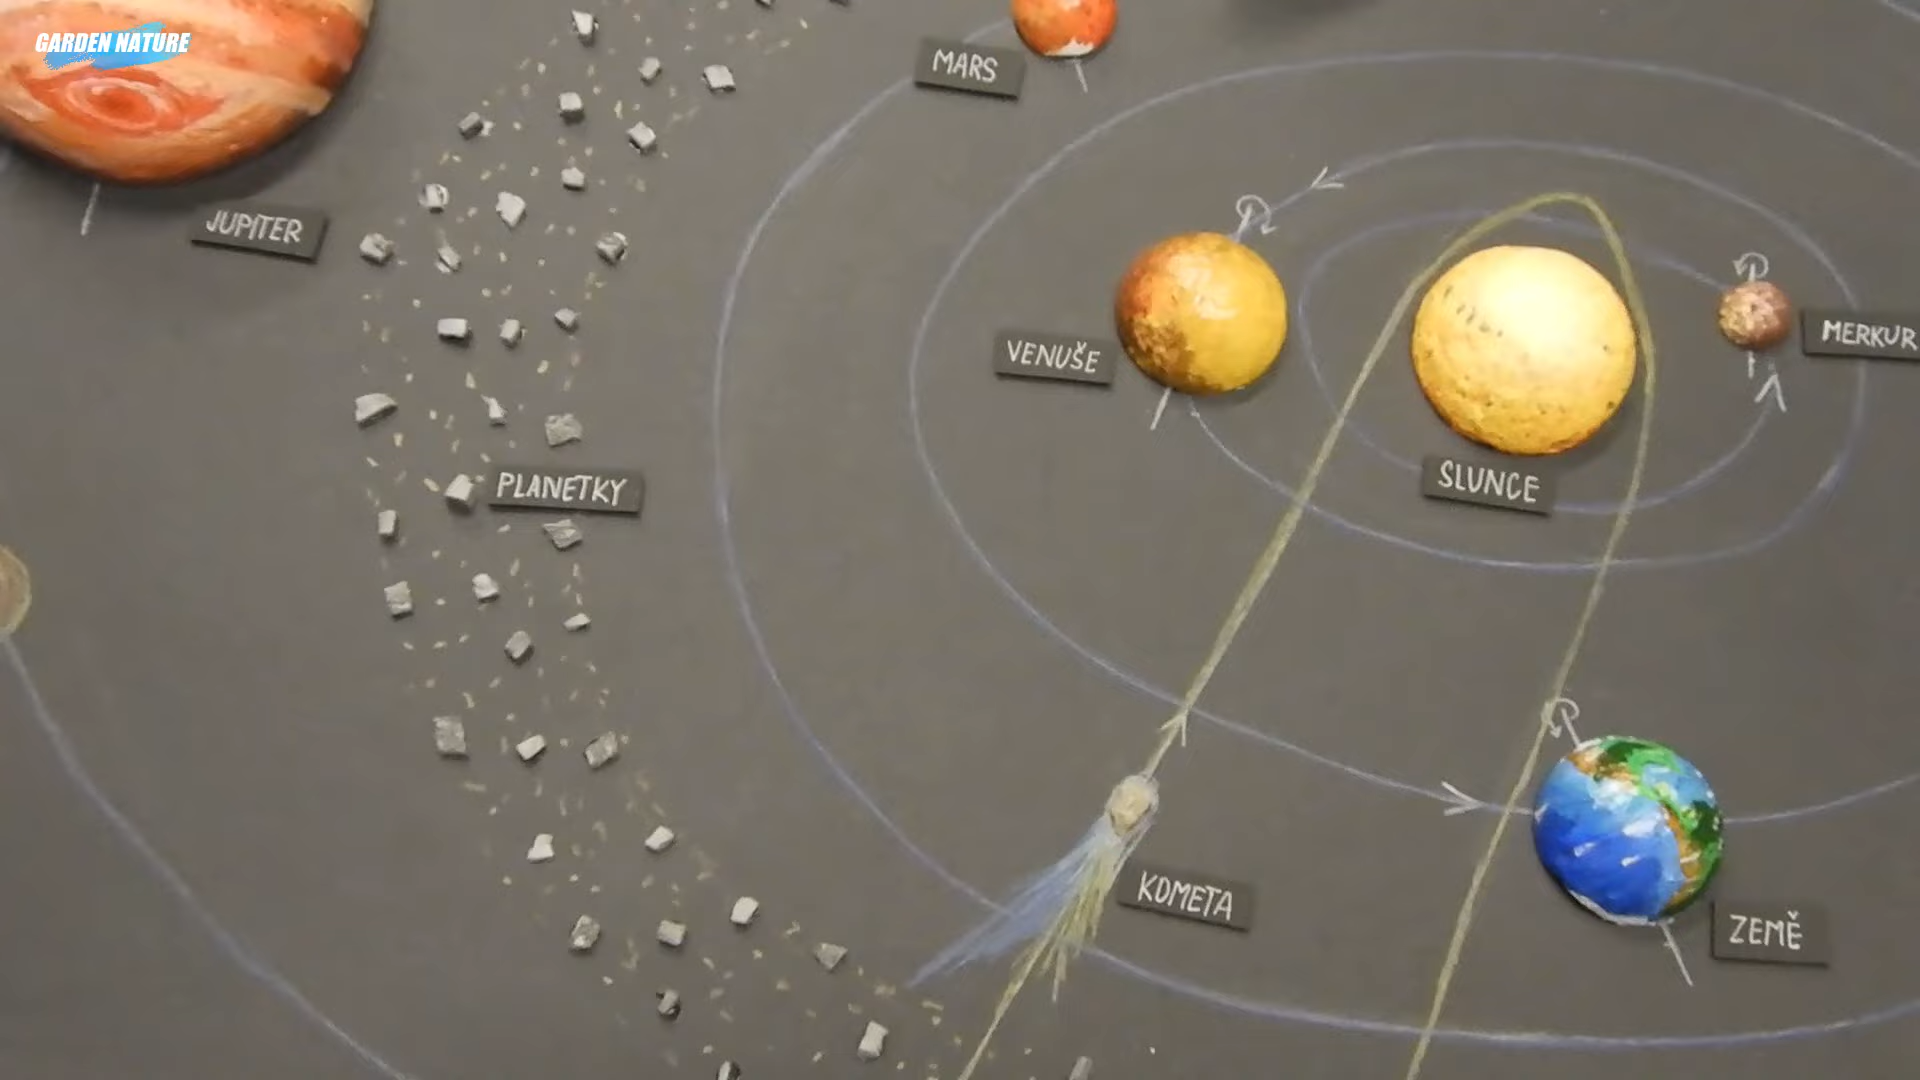 GARDEN NATURE
MARS
JUPITER
VENUŠE
MERKUR
SLUNCE
PLANETKY
KOMETA
ZEMĚ